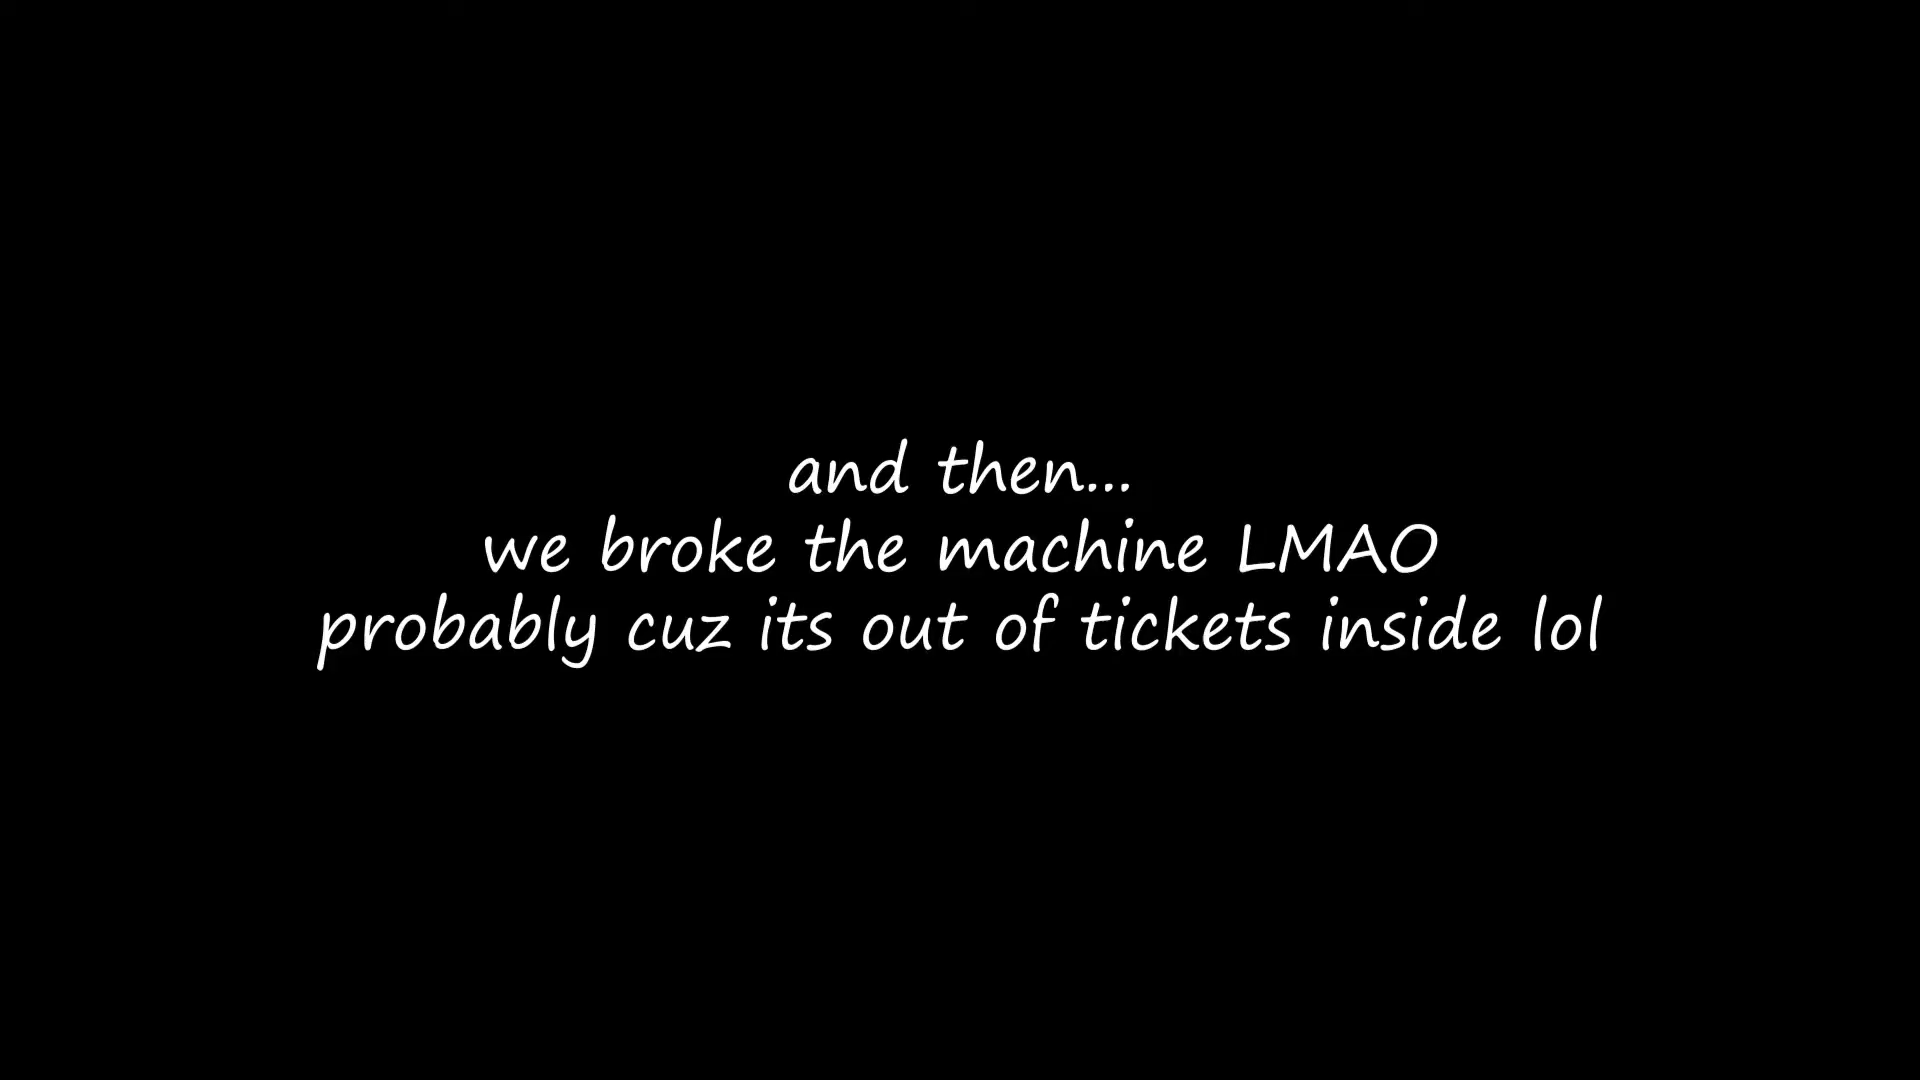 and then...
we broke the machine LMAO
probably cuz its out of tickets inside lol